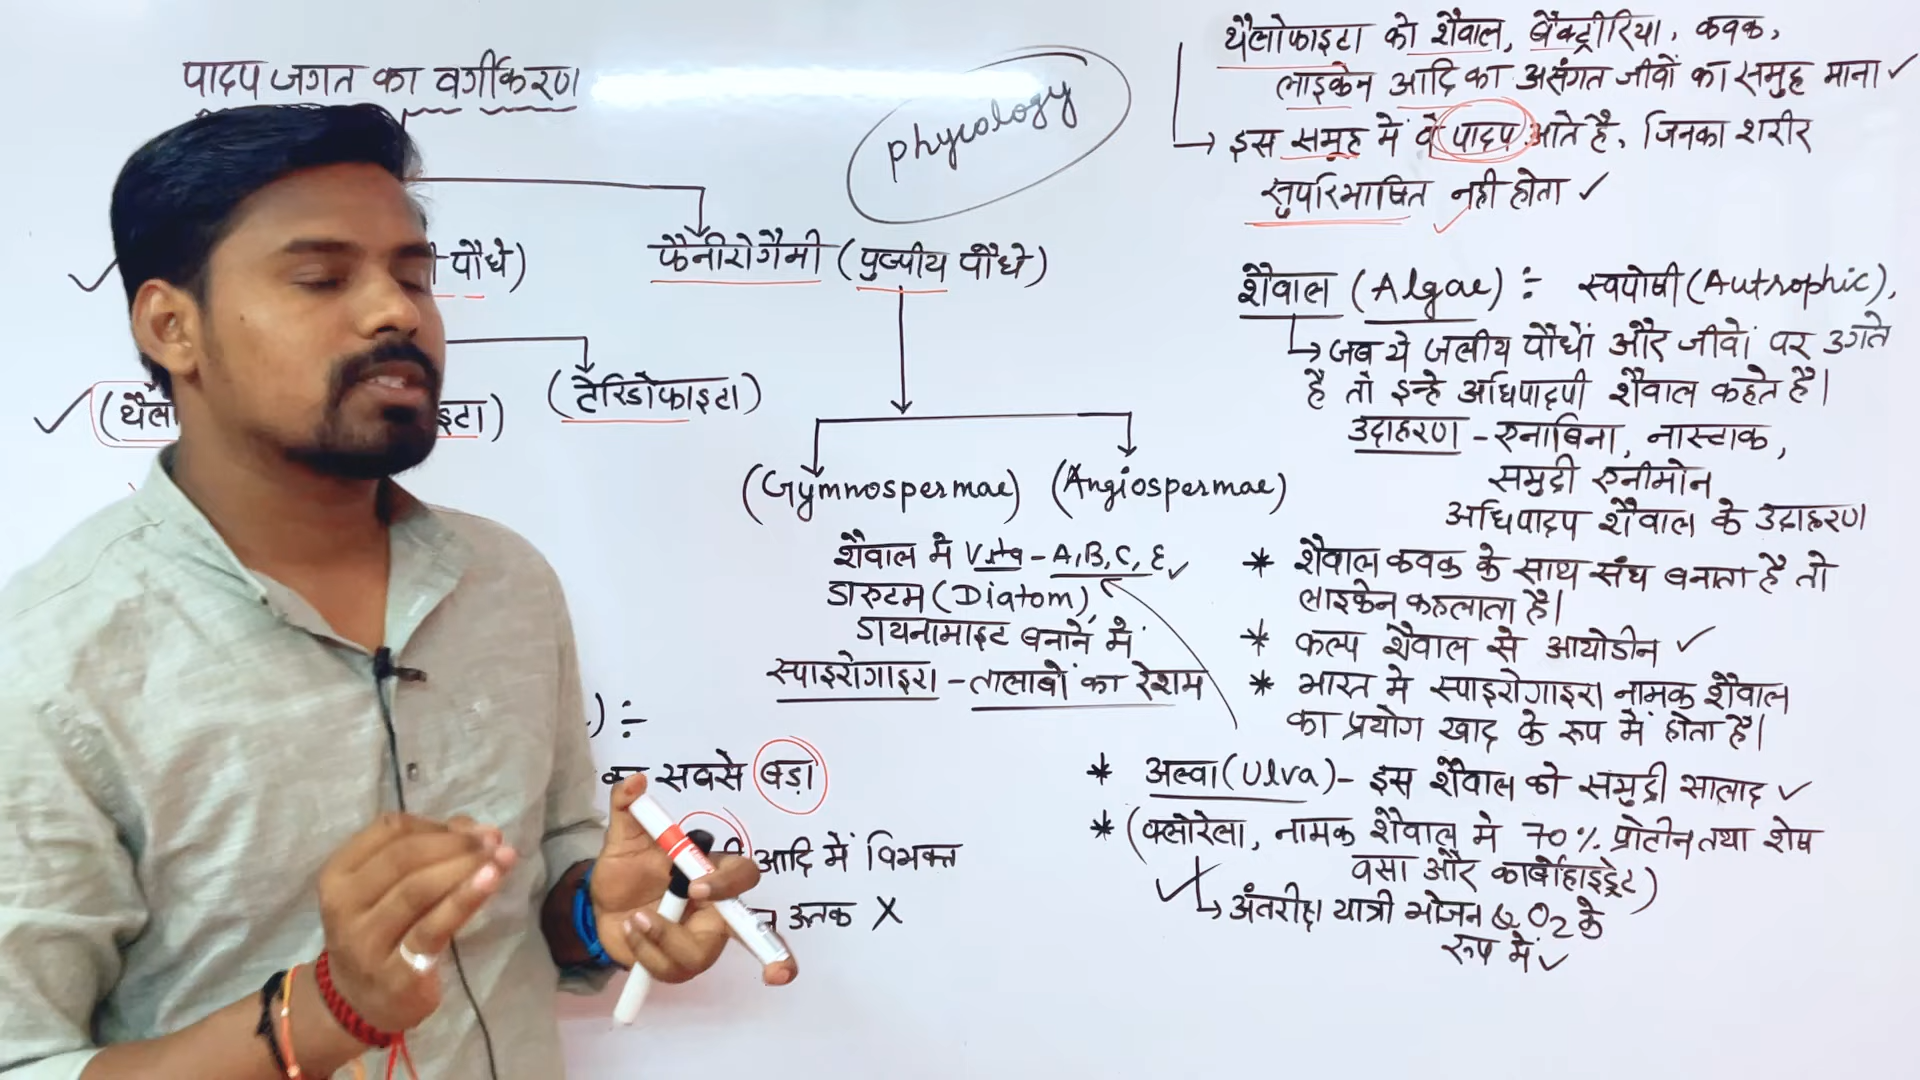 पादप जगत का वर्गीकरण
phycology
पौधे)
फैनीरोगैमी (पुष्पीय पौधे)
(थैल
इटा)
(टेरिडोफाइटा)
(Gymnospermae) (Angiospermae)
शैवाल में Vita - A, B, C, E
डाएटम (Diatom),
डायनामाइट बनाने में
स्पाइरोगाइरा - तालाबों का रेशम
) ÷
का सबसे बड़ा
आदि में विभक्त
उतक X
थैलोफाइटा को शैवाल, बैक्ट्रीरिया, कवक,
लाइकेन आदि का असंगत जीवों का समुह माना ✓
→ इस समुह में वे पादप आते है, जिनका शरीर
सुपरिभाषित नही होता ✓
शैवाल (Algae) ÷ स्वपोषी (Autrophic),
→ जब ये जलीय पौधों और जीवों पर उगते
है तो इन्हे अधिपादपी शैवाल कहेत है।
उदाहरण - एनाबिना, नास्टाक,
समुद्री एनीमोन
अधिपादप शैवाल के उदाहरण
* शैवाल कवक के साथ संघ बनाता है तो
लाइकेन कहलाता है।
* कल्प शैवाल से आयोडीन ✓
* भारत मे स्पाइरोगाइरा नामक शैवाल
का प्रयोग खाद के रूप में होता है।
* अल्वा (Ulva) - इस शैवाल को समुद्री सालाद ✓
* (क्लोरेला, नामक शैवाल मे 70% प्रोटीन तथा शेष
वसा और कार्बोहाइड्रेट)
→ अंतरीक्ष यात्री भोजन & O2 के
रूप में ✓